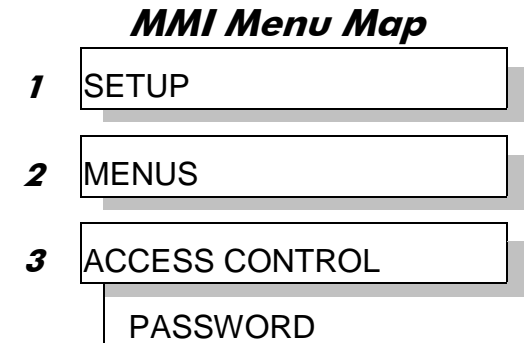 MMI Menu Map
1 SETUP
2 MENUS
3 ACCESS CONTROL
PASSWORD